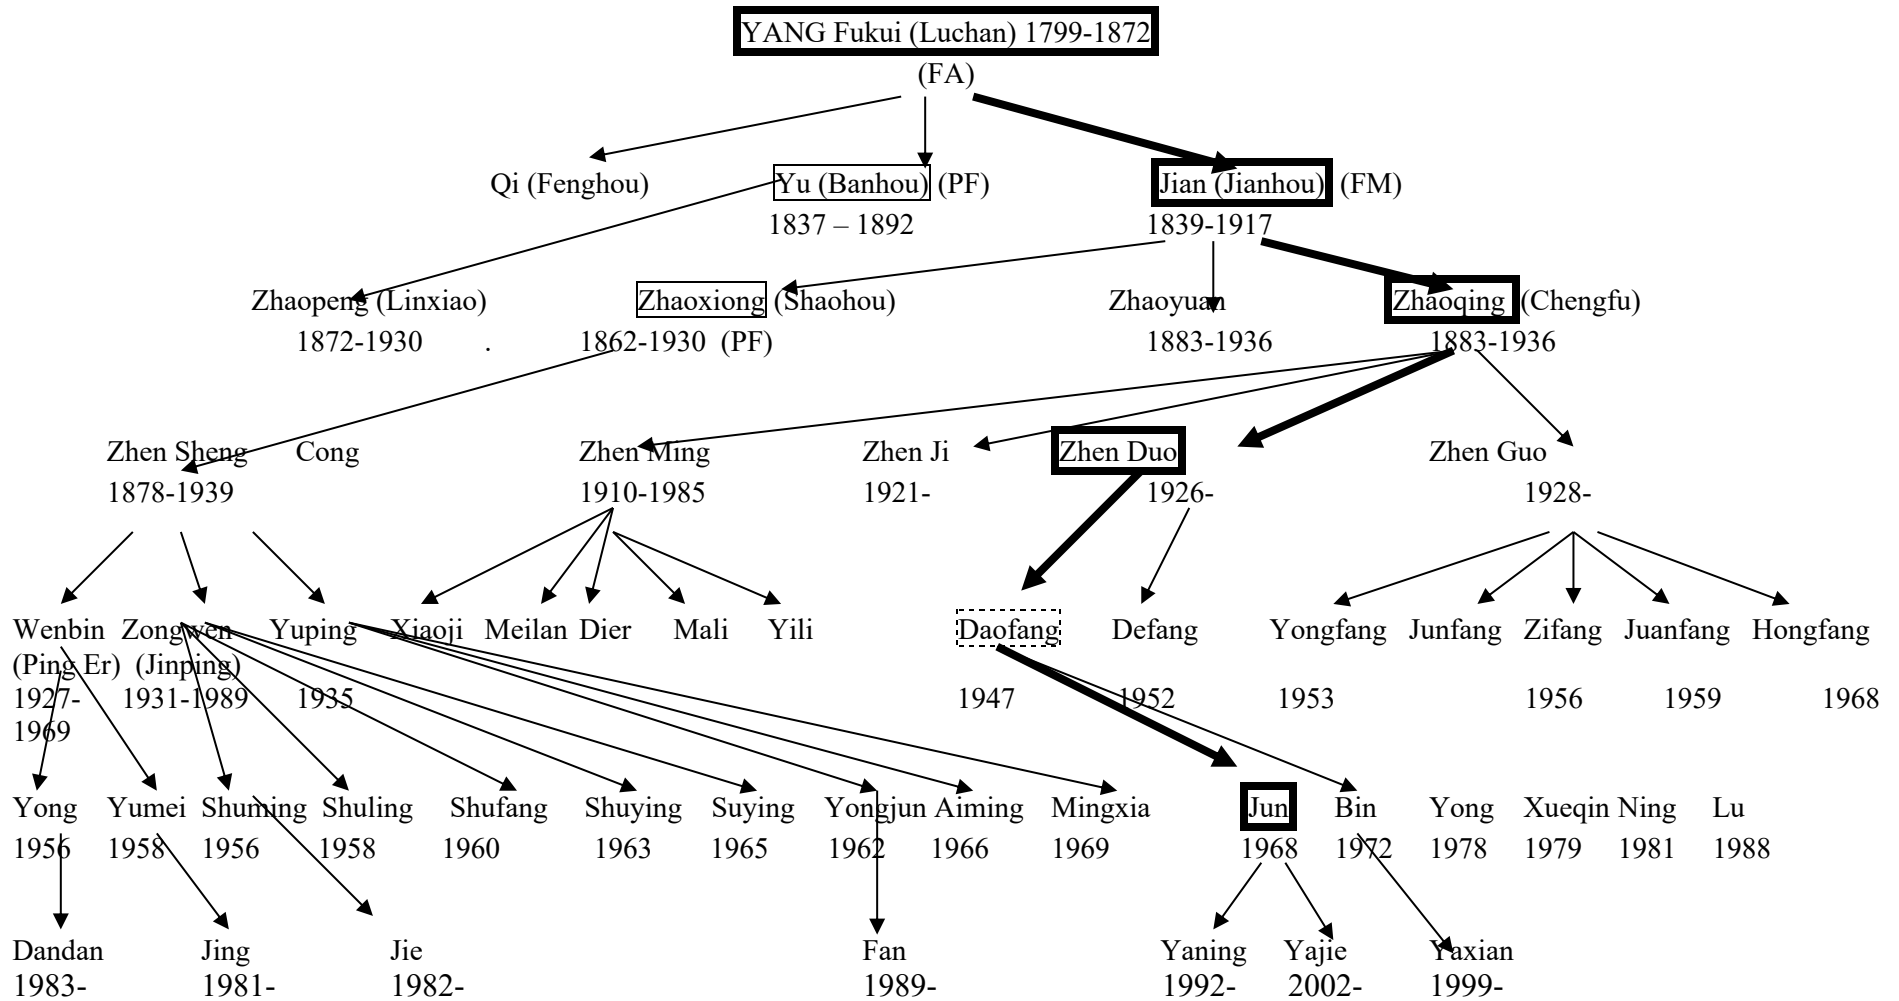 YANG Fukui (Luchan) 1799-1872
(FA)
Qi (Fenghou) Yu (Banhou) (PF) Jian (Jianhou) (FM)
1837 – 1892 1839-1917
Zhaopeng (Linxiao) Zhaoxiong (Shaohou) Zhaoyuan Zhaoqing (Chengfu)
1872-1930 . 1862-1930 (PF) 1883-1936 1883-1936
Zhen Sheng Cong Zhen Ming Zhen Ji Zhen Duo Zhen Guo
1878-1939 1910-1985 1921- 1926- 1928-
Wenbin Zongwen Yuping Xiaoji Meilan Dier Mali Yili Daofang Defang Yongfang Junfang Zifang Juanfang Hongfang
(Ping Er) (Jinping)
1927- 1931-1989 1935 1947 1952 1953 1956 1959 1968
1969
Yong Yumei Shuming Shuling Shufang Shuying Suying Yongjun Aiming Mingxia Jun Bin Yong Xueqin Ning Lu
1956 1958 1956 1958 1960 1963 1965 1962 1966 1969 1968 1972 1978 1979 1981 1988
Dandan Jing Jie Fan Yaning Yajie Yaxian
1983- 1981- 1982- 1989- 1992- 2002- 1999-